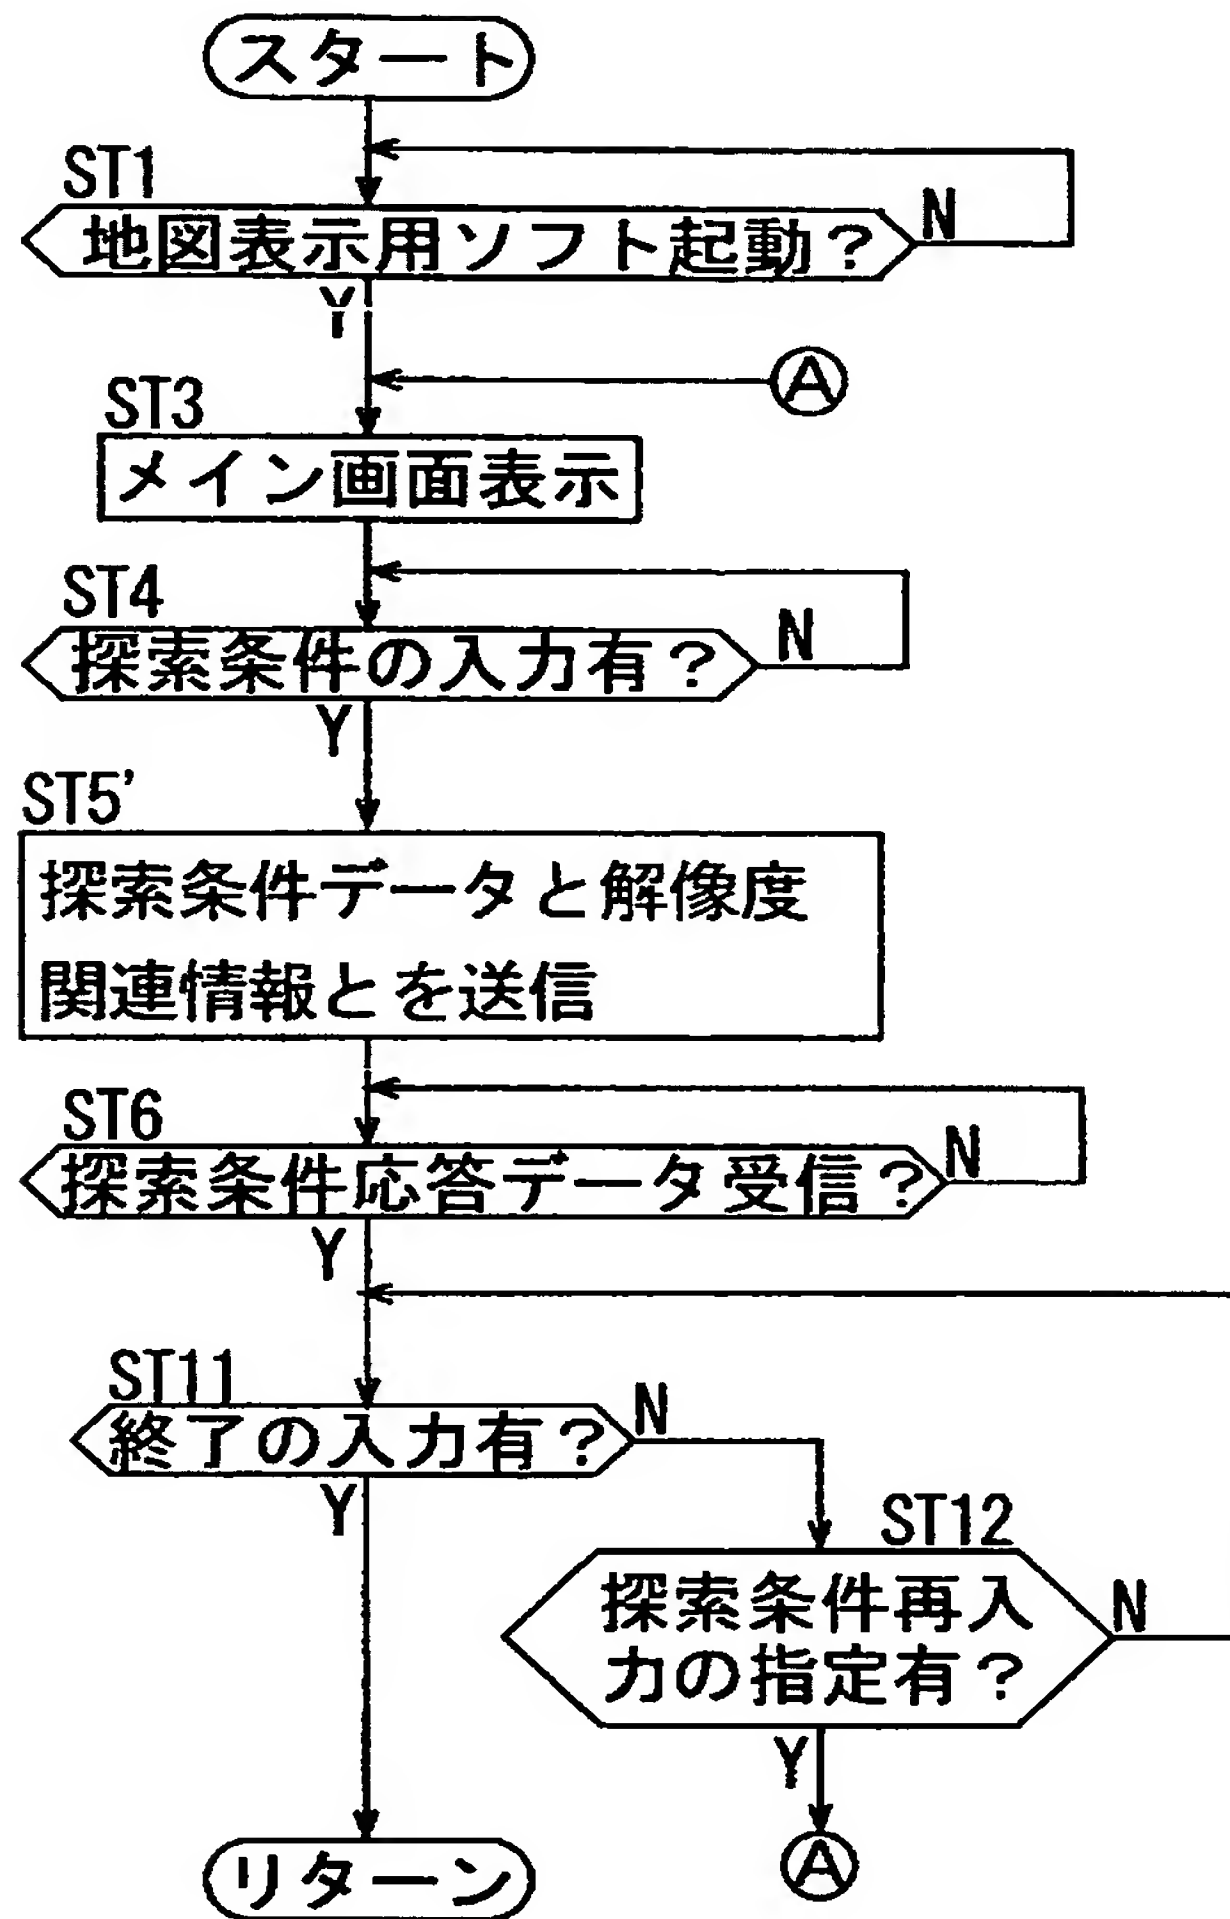 スタート
ST1
地図表示用ソフト起動？
N
Y
A
ST3
メイン画面表示
ST4
探索条件の入力有？
N
Y
ST5'
探索条件データと解像度
関連情報とを送信
ST6
探索条件応答データ受信？
N
Y
ST11
終了の入力有？
N
Y
ST12
探索条件再入
力の指定有？
N
Y
リターン
A